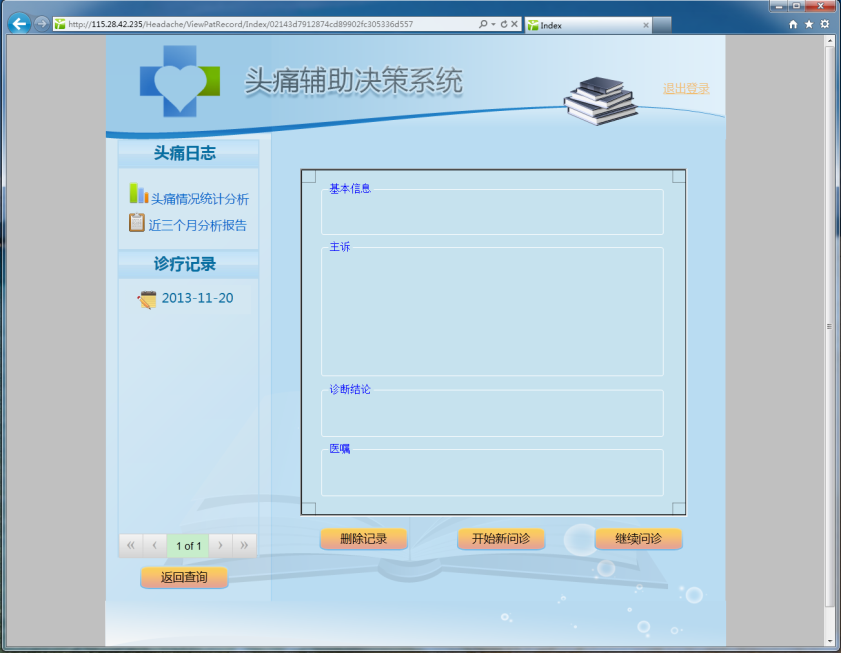 http://115.28.42.235/Headache/ViewPatRecord/Index/02143d7912874cd89902fc305336d557
Index
头痛辅助决策系统
退出登录
头痛日志
头痛情况统计分析
近三个月分析报告
诊疗记录
2013-11-20
基本信息
主诉
诊断结论
医嘱
1 of 1
返回查询
删除记录
开始新问诊
继续问诊